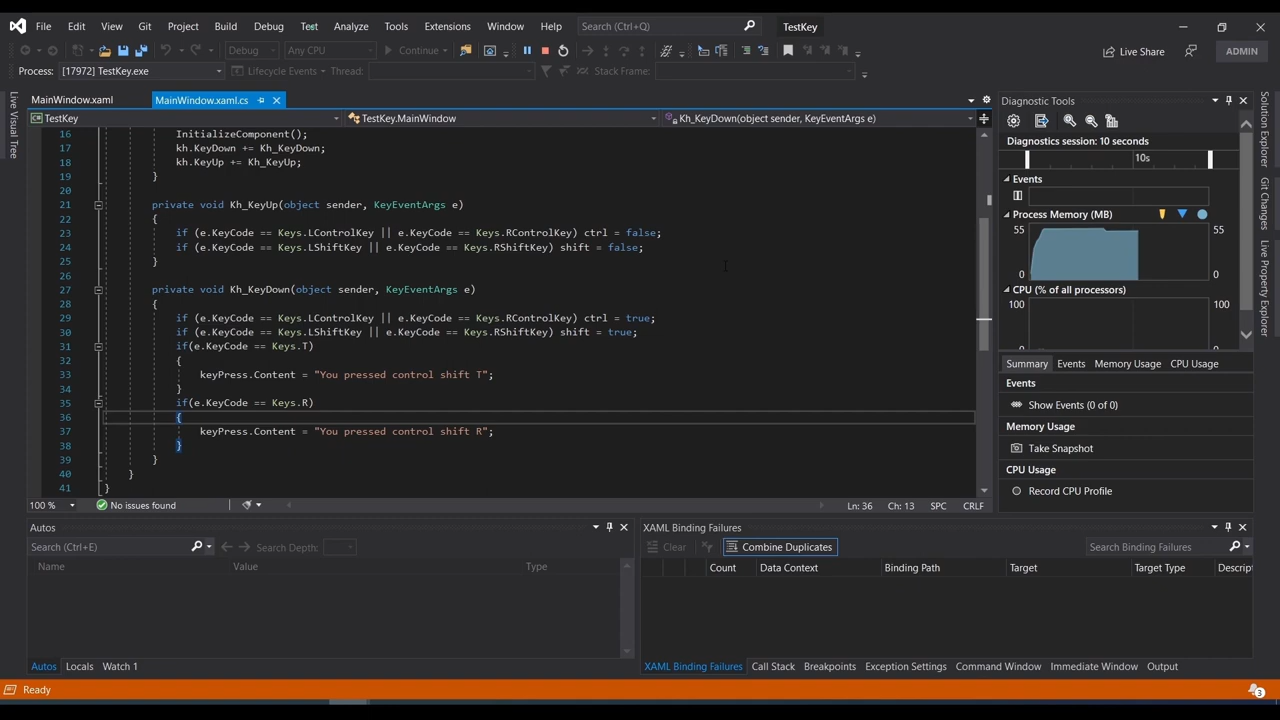 File Edit View Git Project Build Debug Test Analyze Tools Extensions Window Help Search (Ctrl+Q) TestKey
Debug Any CPU Continue Live Share ADMIN
Process: [17972] TestKey.exe Lifecycle Events Thread: Stack Frame:
Live Visual Tree
MainWindow.xaml MainWindow.xaml.cs
TestKey TestKey.MainWindow Kh_KeyDown(object sender, KeyEventArgs e)
16 InitializeComponent();
17 kh.KeyDown += Kh_KeyDown;
18 kh.KeyUp += Kh_KeyUp;
19 }
20
21 private void Kh_KeyUp(object sender, KeyEventArgs e)
22 {
23 if (e.KeyCode == Keys.LControlKey || e.KeyCode == Keys.RControlKey) ctrl = false;
24 if (e.KeyCode == Keys.LShiftKey || e.KeyCode == Keys.RShiftKey) shift = false;
25 }
26
27 private void Kh_KeyDown(object sender, KeyEventArgs e)
28 {
29 if (e.KeyCode == Keys.LControlKey || e.KeyCode == Keys.RControlKey) ctrl = true;
30 if (e.KeyCode == Keys.LShiftKey || e.KeyCode == Keys.RShiftKey) shift = true;
31 if(e.KeyCode == Keys.T)
32 {
33 keyPress.Content = "You pressed control shift T";
34 }
35 if(e.KeyCode == Keys.R)
36 {
37 keyPress.Content = "You pressed control shift R";
38 }
39 }
40 }
41 }
100 % No issues found Ln: 36 Ch: 13 SPC CRLF
Diagnostic Tools
Diagnostics session: 10 seconds
10s
Events
Process Memory (MB)
55 55
0 0
CPU (% of all processors)
100 100
Summary Events Memory Usage CPU Usage
Events
Show Events (0 of 0)
Memory Usage
Take Snapshot
CPU Usage
Record CPU Profile
Solution Explorer
Git Changes
Live Property Explorer
Autos
Search (Ctrl+E) Search Depth:
Name Value Type
Autos Locals Watch 1
XAML Binding Failures
Clear Combine Duplicates Search Binding Failures
Count Data Context Binding Path Target Target Type Descrip
XAML Binding Failures Call Stack Breakpoints Exception Settings Command Window Immediate Window Output
Ready 3